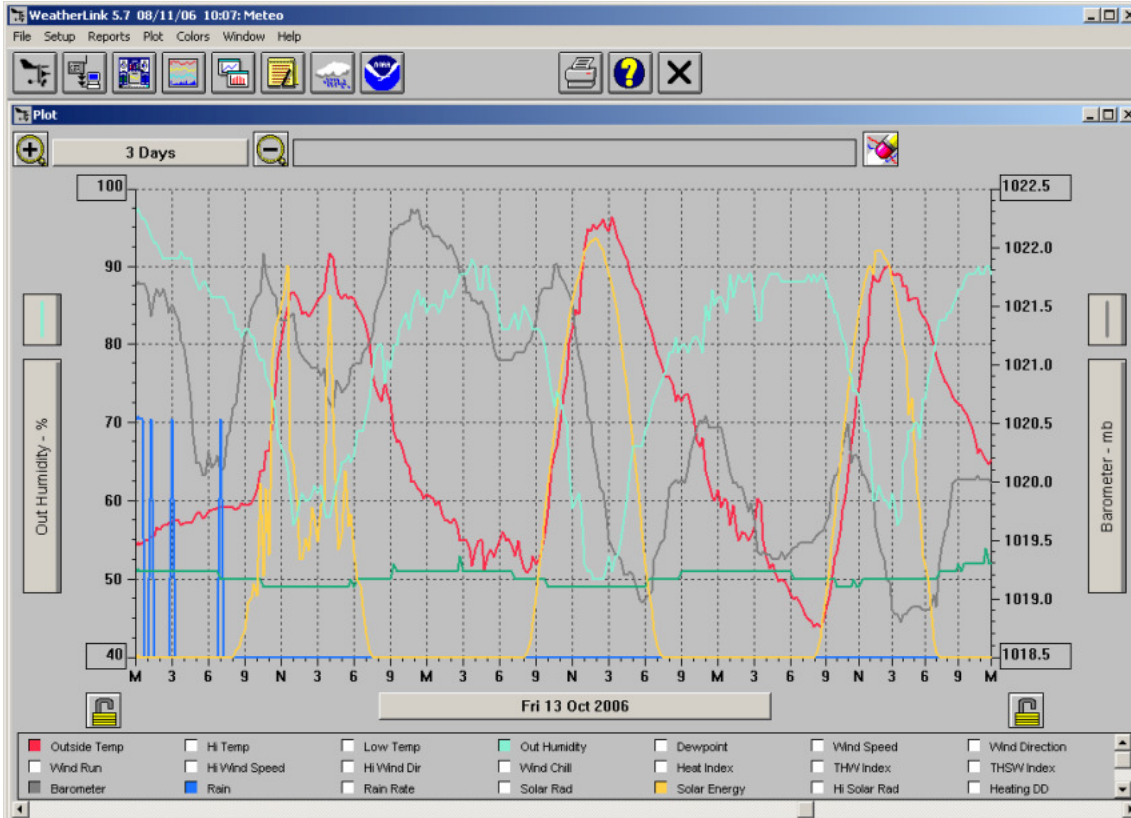 WeatherLink 5.7 08/11/06 10:07: Meteo
File Setup Reports Plot Colors Window Help
Plot
3 Days
100 1022.5
1022.0
90
1021.5
80
1021.0
70
1020.5
60
1020.0
1019.5
50
1019.0
40 1018.5
Out Humidity - %
Barometer - mb
M 3 6 9 N 3 6 9 M 3 6 9 N 3 6 9 M 3 6 9 N 3 6 9 M
Fri 13 Oct 2006
Outside Temp Hi Temp Low Temp Out Humidity Dewpoint Wind Speed Wind Direction
Wind Run Hi Wind Speed Hi Wind Dir Wind Chill Heat Index THW Index THSW Index
Barometer Rain Rain Rate Solar Rad Solar Energy Hi Solar Rad Heating DD